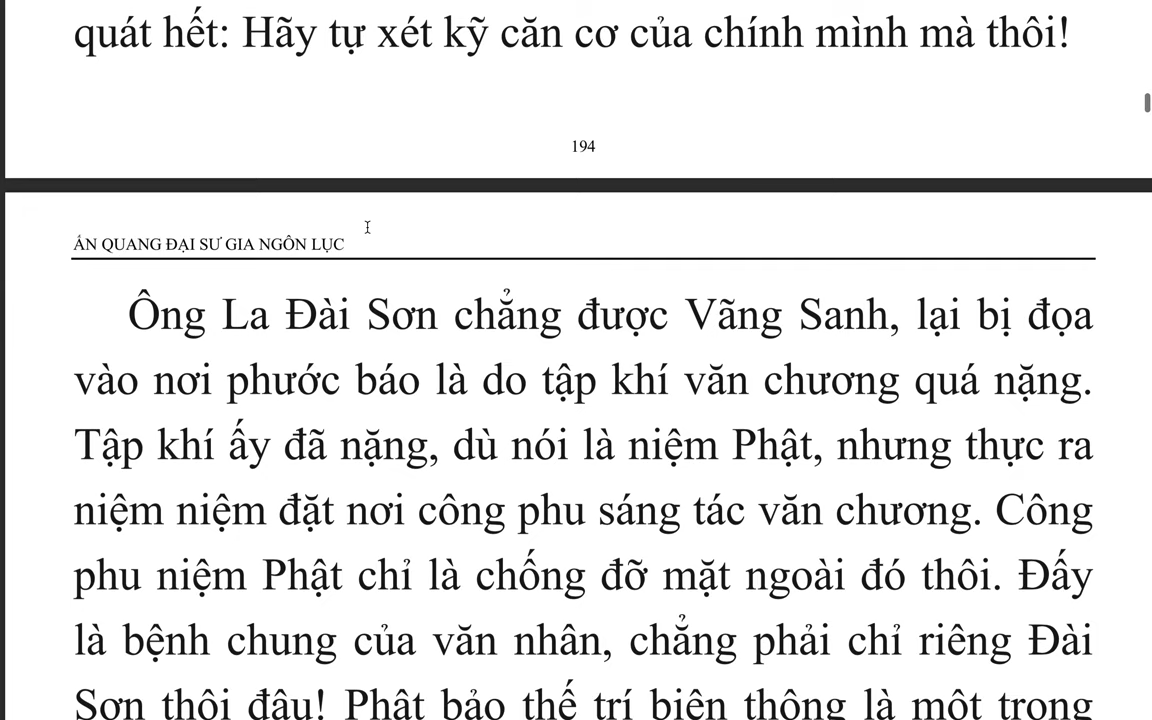 quát hết: Hãy tự xét kỹ căn cơ của chính mình mà thôi!
194
ẤN QUANG ĐẠI SƯ GIA NGÔN LỤC
Ông La Đài Sơn chẳng được Vãng Sanh, lại bị đọa
vào nơi phước báo là do tập khí văn chương quá nặng.
Tập khí ấy đã nặng, dù nói là niệm Phật, nhưng thực ra
niệm niệm đặt nơi công phu sáng tác văn chương. Công
phu niệm Phật chỉ là chống đỡ mặt ngoài đó thôi. Đấy
là bệnh chung của văn nhân, chẳng phải chỉ riêng Đài
Sơn thôi đâu! Phật bảo thế trí biện thông là một trong